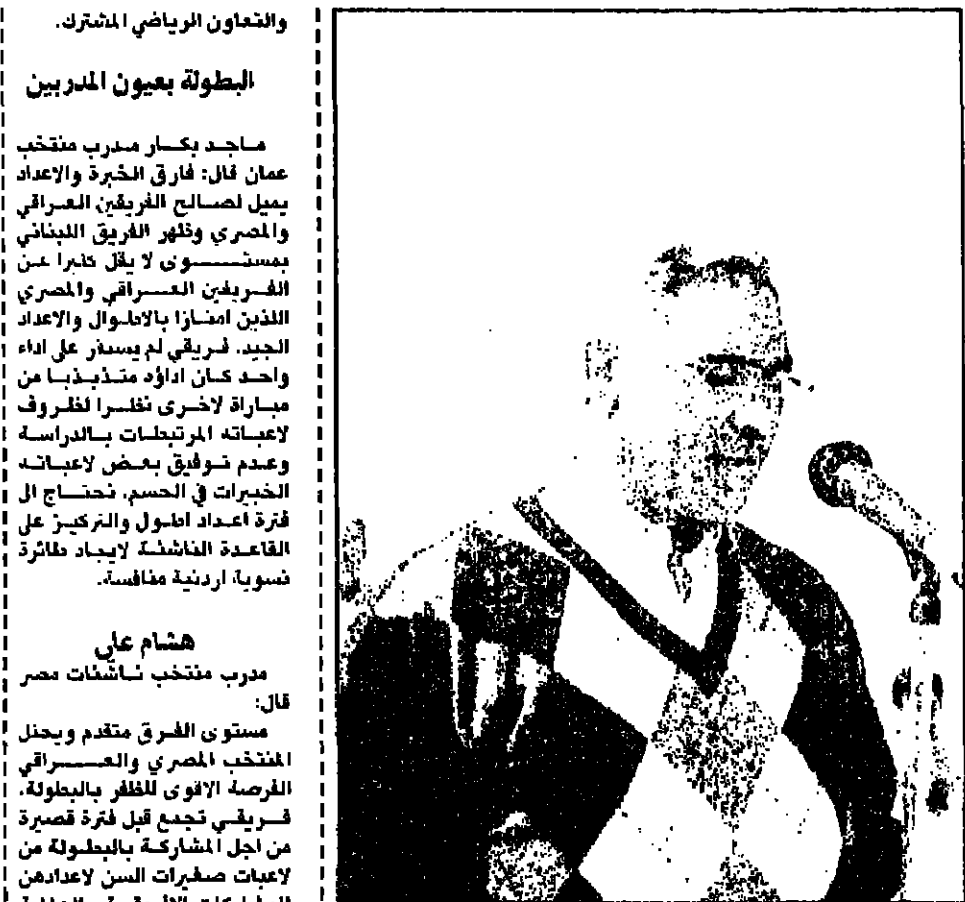 والتعاون الرياضي المشترك.
البطولة بعيون المدربين
ماجد بكار مدرب منتخب
عمان قال: فارق الخبرة والاعداد
يميل لصالح الفريقين العراقي
والمصري وظهر الفريق اللبناني
بمستوى لا يقل كثيرا عن
الفريقين العراقي والمصري
اللذين امتازا بالاطوال والاعداد
الجيد. فريقي لم يستقر على اداء
واحد كان اداؤه متذبذبا من
مباراة لاخرى نظرا لظروف
لاعباته المرتبطات بالدراسة
وعدم توفيق بعض لاعباته
الخبيرات في الحسم. نحتاج الى
فترة اعداد اطول والتركيز على
القاعدة الناشئة لايجاد طائرة
نسوية اردنية منافسة.
هشام علي
مدرب منتخب ناشئات مصر
قال:
مستوى الفرق متقدم ويحتل
المنتخب المصري والعراقي
الفرصة الاقوى للظفر بالبطولة.
فريقي تجمع قبل فترة قصيرة
من اجل المشاركة بالبطولة من
لاعبات صغيرات السن لاعدادهن